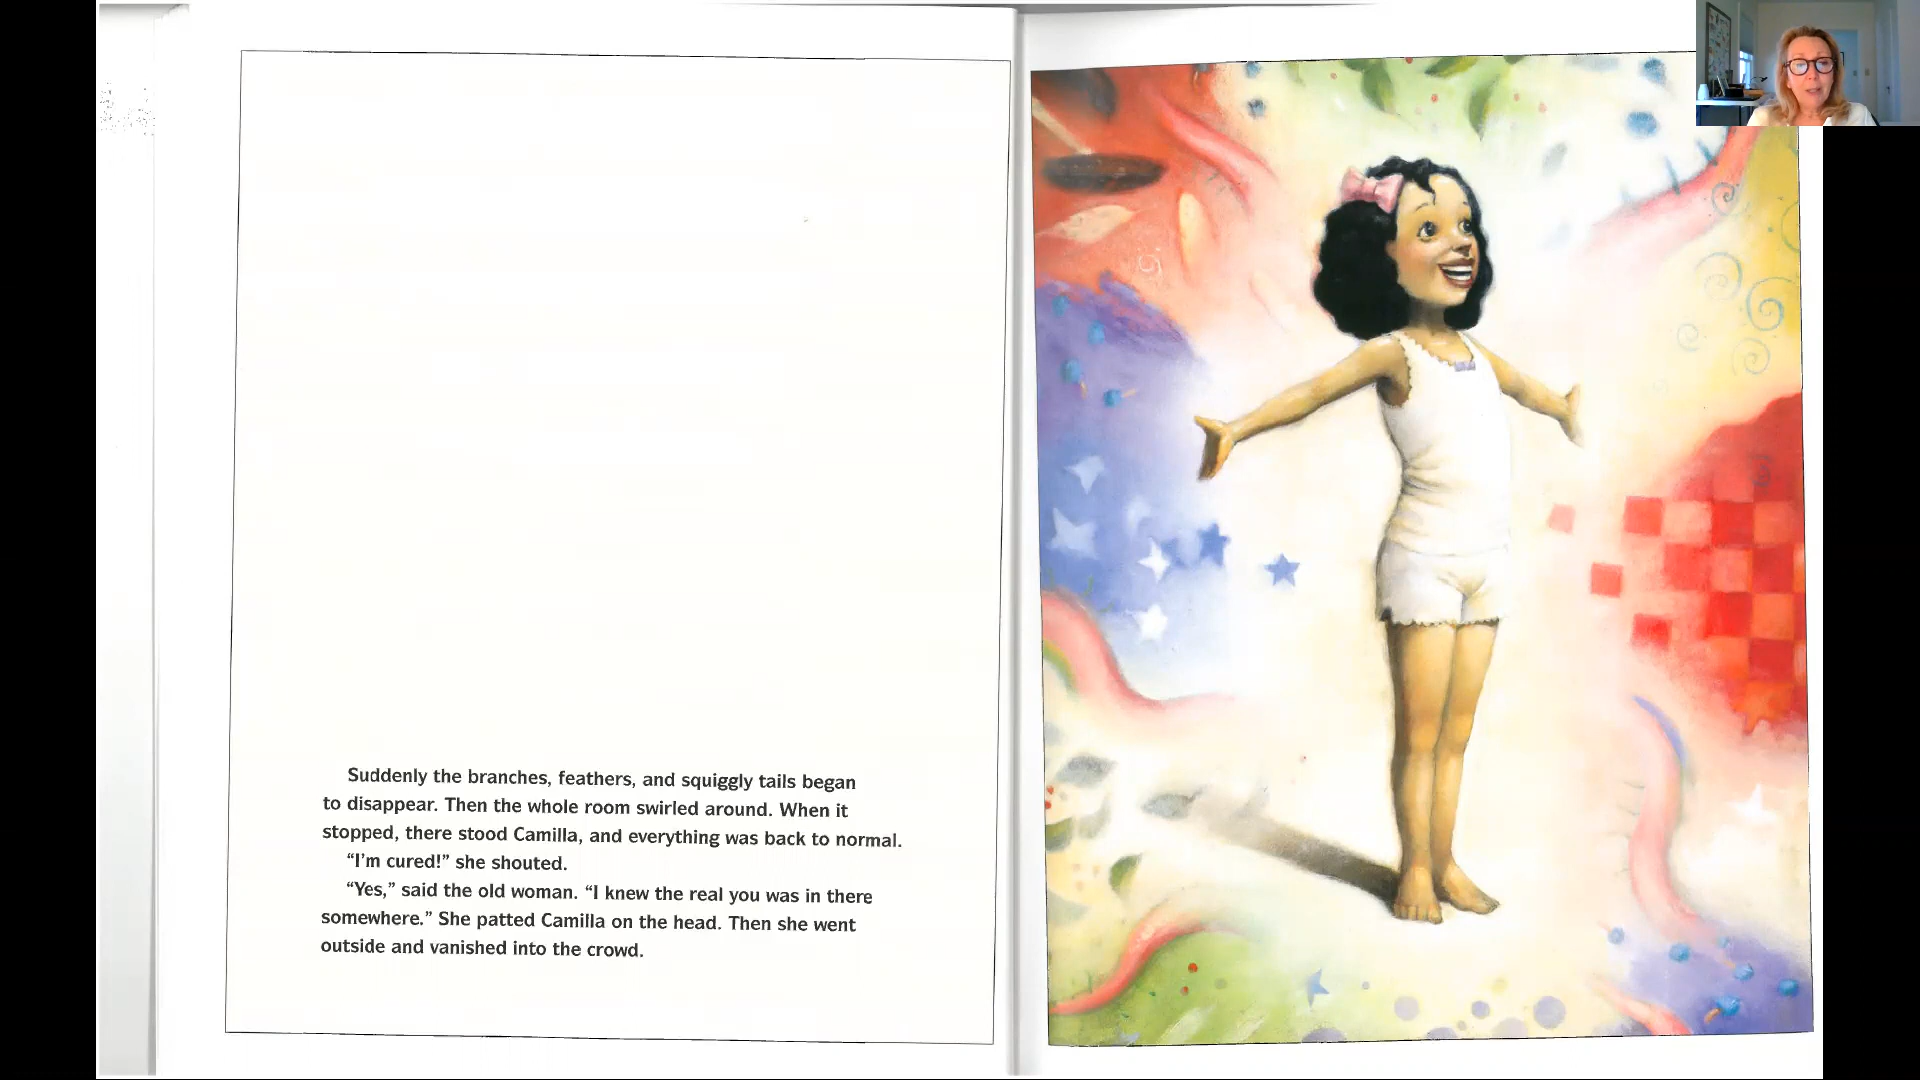 Suddenly the branches, feathers, and squiggly tails began
to disappear. Then the whole room swirled around. When it
stopped, there stood Camilla, and everything was back to normal.
“I’m cured!” she shouted.
“Yes,” said the old woman. “I knew the real you was in there
somewhere.” She patted Camilla on the head. Then she went
outside and vanished into the crowd.